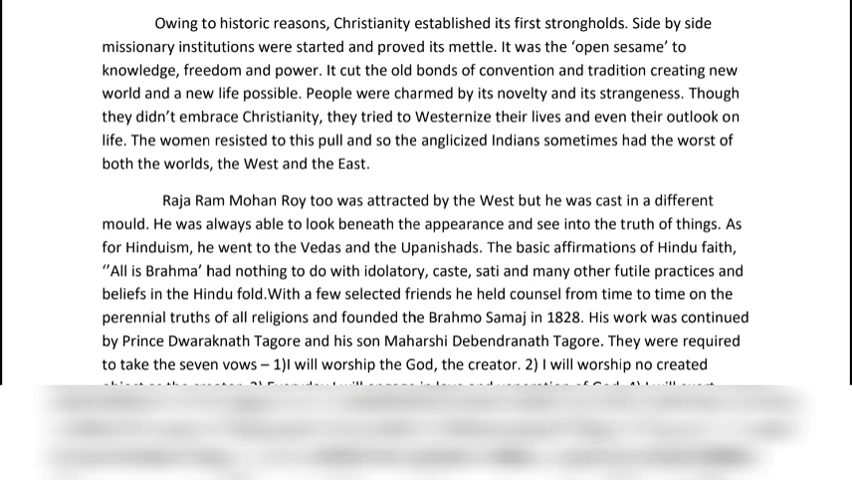 Owing to historic reasons, Christianity established its first strongholds. Side by side
missionary institutions were started and proved its mettle. It was the ‘open sesame’ to
knowledge, freedom and power. It cut the old bonds of convention and tradition creating new
world and a new life possible. People were charmed by its novelty and its strangeness. Though
they didn’t embrace Christianity, they tried to Westernize their lives and even their outlook on
life. The women resisted to this pull and so the anglicized Indians sometimes had the worst of
both the worlds, the West and the East.
Raja Ram Mohan Roy too was attracted by the West but he was cast in a different
mould. He was always able to look beneath the appearance and see into the truth of things. As
for Hinduism, he went to the Vedas and the Upanishads. The basic affirmations of Hindu faith,
‘’All is Brahma’ had nothing to do with idolatory, caste, sati and many other futile practices and
beliefs in the Hindu fold.With a few selected friends he held counsel from time to time on the
perennial truths of all religions and founded the Brahmo Samaj in 1828. His work was continued
by Prince Dwaraknath Tagore and his son Maharshi Debendranath Tagore. They were required
to take the seven vows – 1)I will worship the God, the creator. 2) I will worship no created